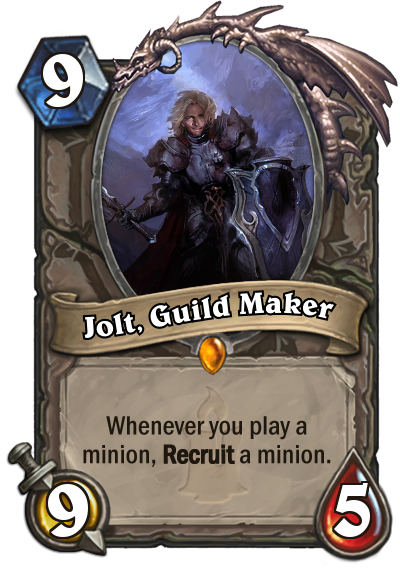 9
Jolt, Guild Maker
Whenever you play a
minion, Recruit a minion.
9
5